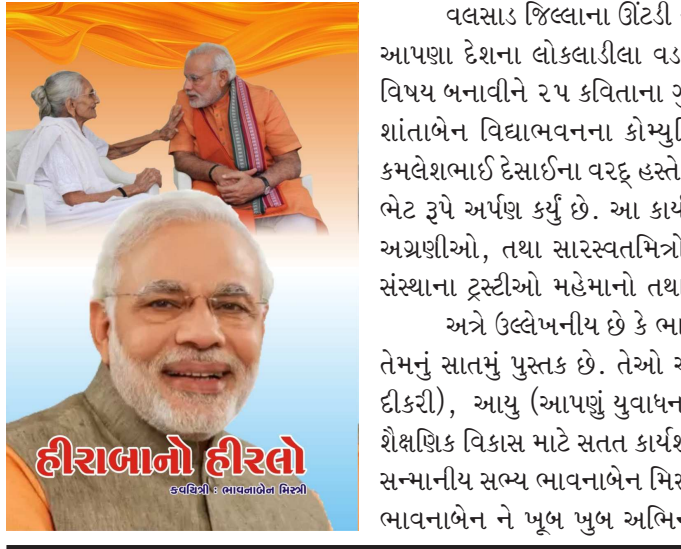 હીરાબાનો હીરલો
કવયિત્રી : ભાવનાબેન મિસ્ત્રી
વલસાડ જિલ્લાના ઊંટડી
આપણા દેશના લોકલાડીલા
વિષય બનાવીને ૨૫ કવિતાના
શાંતાબેન વિદ્યાભવનના
કમલેશભાઈ દેસાઈના વરદ્ હસ્તે
ભેટ રૂપે અર્પણ કર્યું છે. આ
અગ્રણીઓ, તથા સારસ્વતમિત્રો
સંસ્થાના ટ્રસ્ટીઓ મહેમાનો તથા
અત્રે ઉલ્લેખનીય છે કે
તેમનું સાતમું પુસ્તક છે. તેઓ
દીકરી), આયુ (આપણું યુવાધન
શૈક્ષણિક વિકાસ માટે સતત
સન્માનીય સભ્ય ભાવનાબેન
ભાવનાબેન ને ખૂબ ખુબ